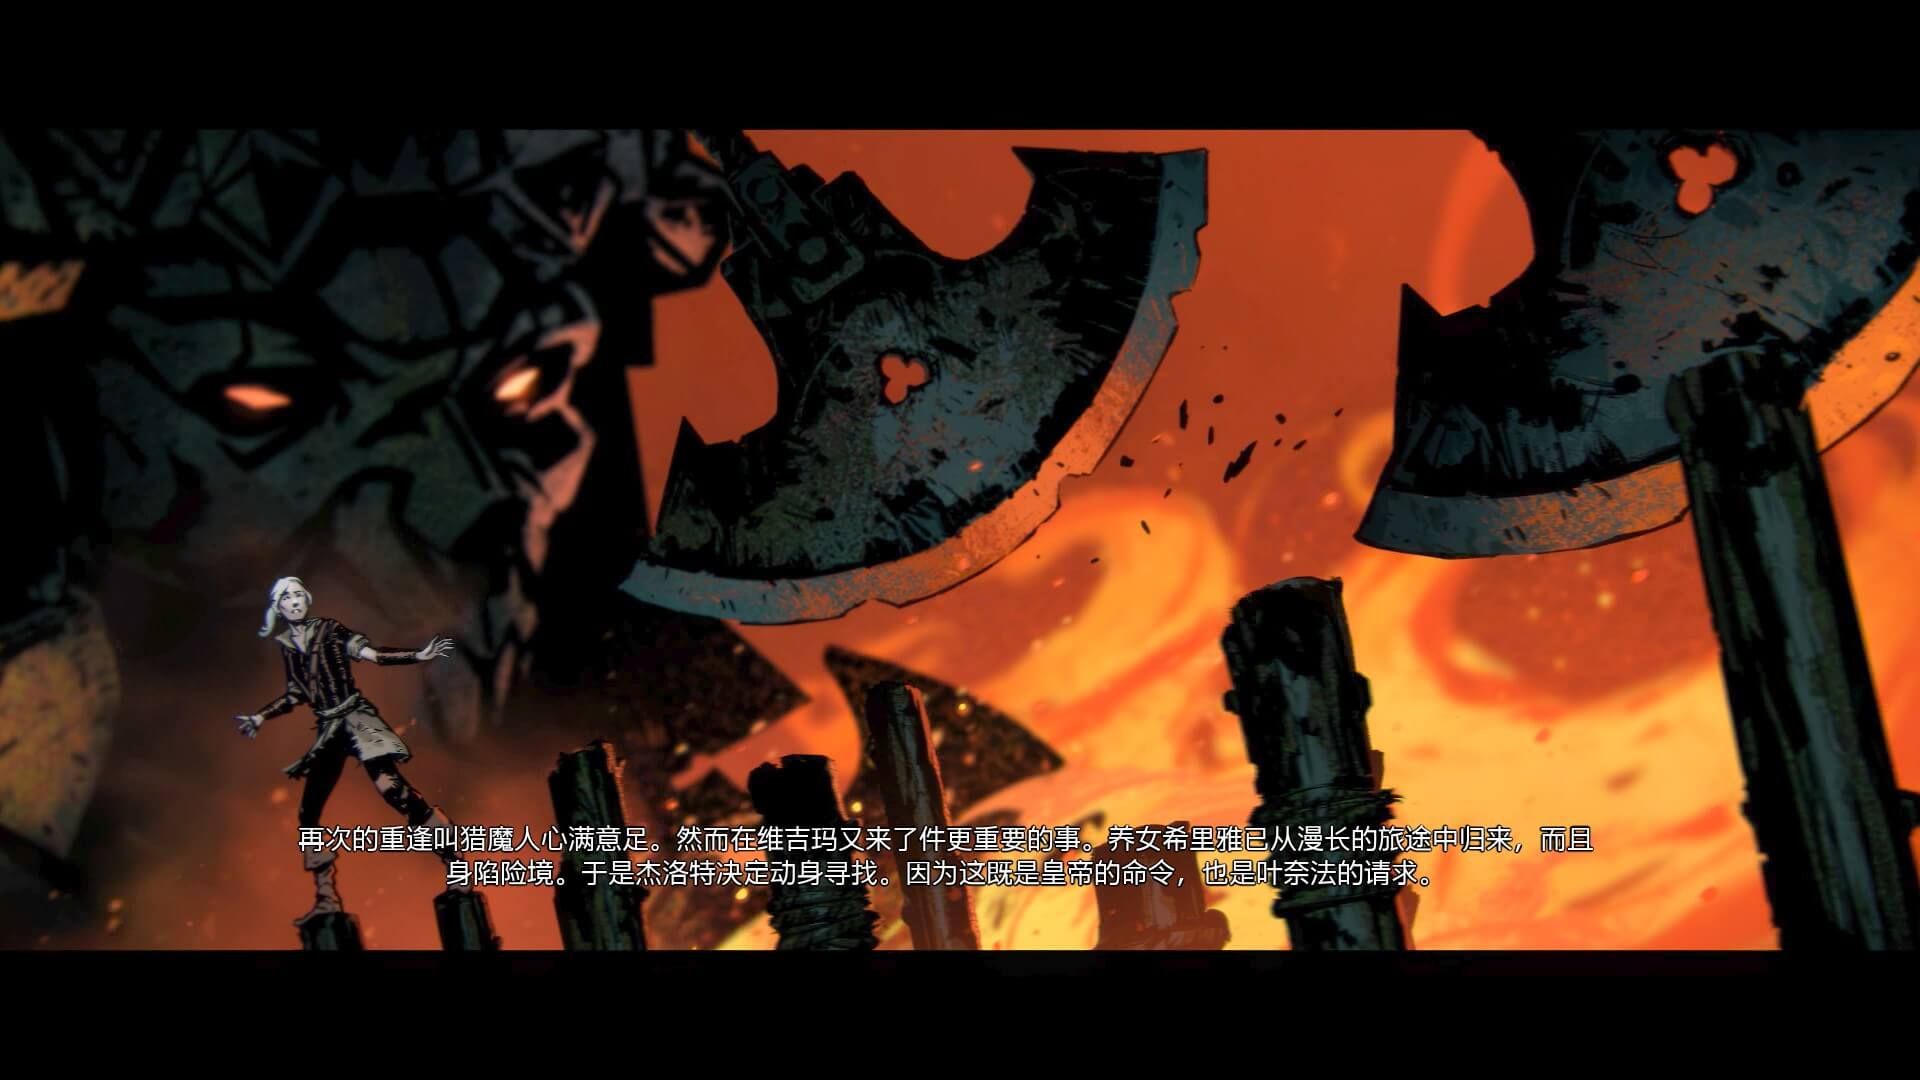 再次的重逢叫猎魔人心满意足。然而在维吉玛又来了件更重要的事。养女希里雅已从漫长的旅途中归来，而且
身陷险境。于是杰洛特决定动身寻找。因为这既是皇帝的命令，也是叶奈法的请求。